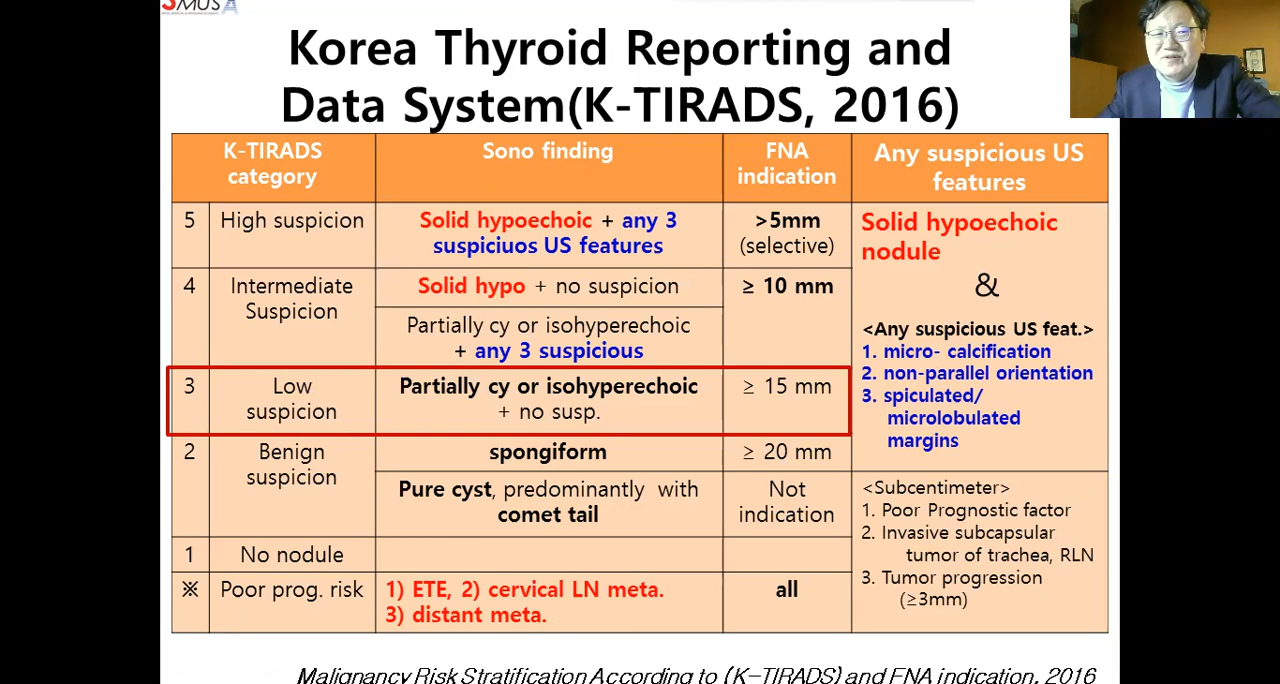 SMUSA
Korea Thyroid Reporting and
Data System(K-TIRADS, 2016)
K-TIRADS
category
Sono finding
FNA
indication
Any suspicious US
features
5
High suspicion
Solid hypoechoic + any 3
suspiciuos US features
>5mm
(selective)
Solid hypoechoic
nodule
&
<Any suspicious US feat.>
1. micro- calcification
2. non-parallel orientation
3. spiculated/
microlobulated
margins
4
Intermediate
Suspicion
Solid hypo + no suspicion
≥ 10 mm
Partially cy or isohyperechoic
+ any 3 suspicious
3
Low
suspicion
Partially cy or isohyperechoic
+ no susp.
≥ 15 mm
2
Benign
suspicion
spongiform
≥ 20 mm
Pure cyst, predominantly with
comet tail
Not
indication
<Subcentimeter>
1. Poor Prognostic factor
2. Invasive subcapsular
tumor of trachea, RLN
3. Tumor progression
(≥3mm)
1
No nodule
※
Poor prog. risk
1) ETE, 2) cervical LN meta.
3) distant meta.
all
Malignancy Risk Stratification According to (K-TIRADS) and FNA indication, 2016